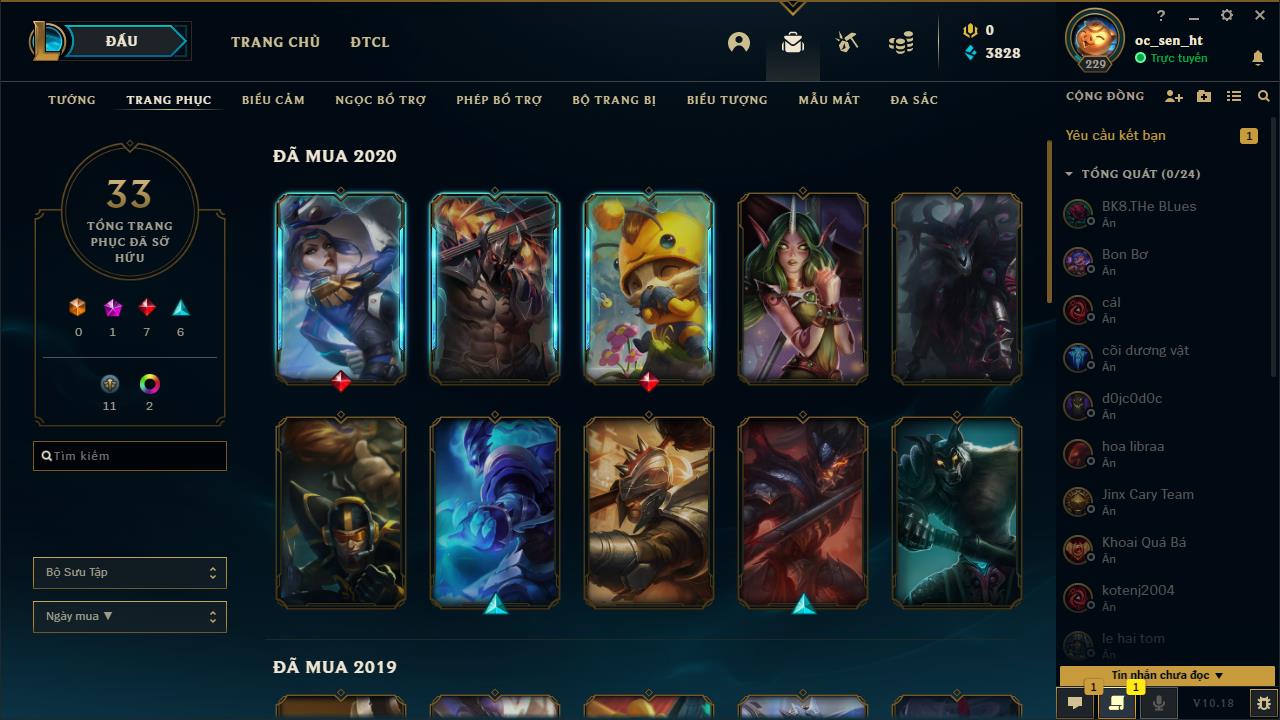 ĐẤU
TRANG CHỦ
ĐTCL
0
3828
?
229
oc_sen_ht
Trực tuyến
TƯỚNG
TRANG PHỤC
BIỂU CẢM
NGỌC BỔ TRỢ
PHÉP BỔ TRỢ
BỘ TRANG BỊ
BIỂU TƯỢNG
MẪU MẮT
ĐA SẮC
33
TỔNG TRANG
PHỤC ĐÃ SỞ
HỮU
0
1
7
6
11
2
Tìm kiếm
Bộ Sưu Tập
Ngày mua ▼
ĐÃ MUA 2020
ĐÃ MUA 2019
CỘNG ĐỒNG
Yêu cầu kết bạn
1
TỔNG QUÁT (0/24)
BK8.THe BLues
Ẩn
Bon Bơ
Ẩn
cál
Ẩn
cõi dương vật
Ẩn
d0jc0d0c
Ẩn
hoa libraa
Ẩn
Jinx Cary Team
Ẩn
Khoai Quá Bá
Ẩn
kotenj2004
Ẩn
le hai tom
Ẩn
Tin nhắn chưa đọc ▼
1
1
V10.18